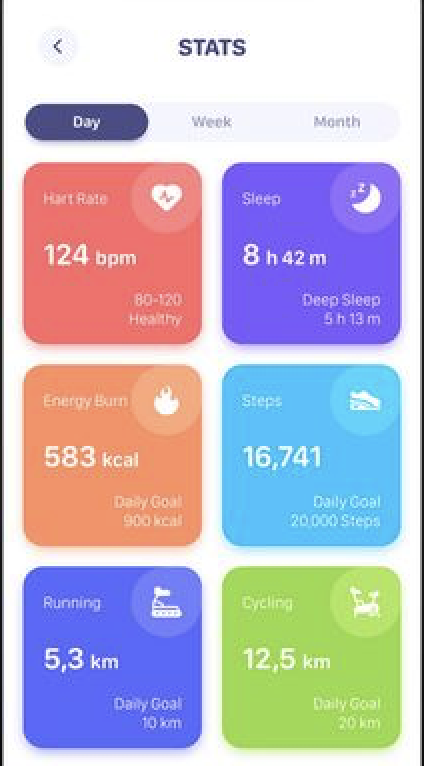 STATS
Day Week Month
Hart Rate
124 bpm
80-120
Healthy
Sleep
8 h 42 m
Deep Sleep
5 h 13 m
Energy Burn
583 kcal
Daily Goal
900 kcal
Steps
16,741
Daily Goal
20,000 Steps
Running
5,3 km
Daily Goal
10 km
Cycling
12,5 km
Daily Goal
20 km